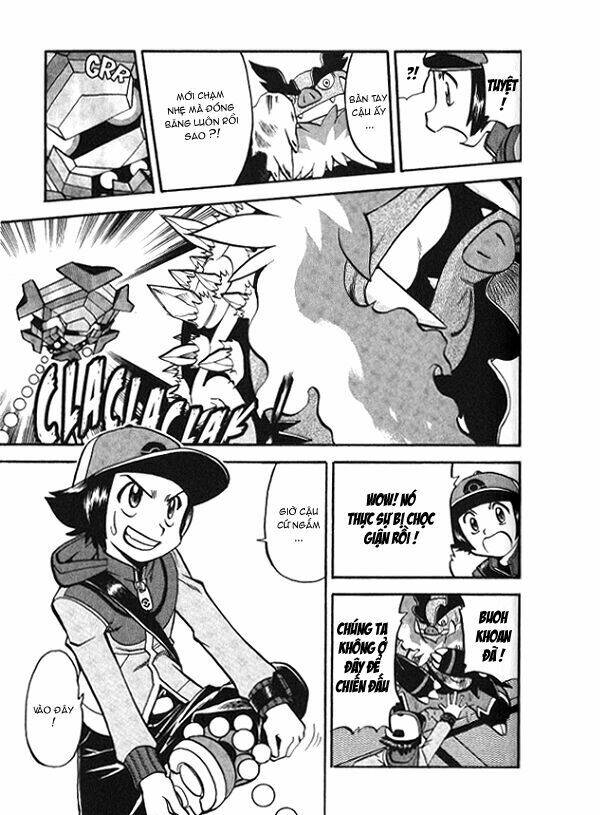 TUYỆT
!
?!
BÀN TAY
CẬU ẤY
...
MỚI CHẠM
NHẸ MÀ ĐÓNG
BĂNG LUÔN RỒI
SAO ?!
GRR
CLACLACLAK !
WOW! NÓ
THỰC SỰ BỊ CHỌC
GIẬN RỒI !
BUOH
KHOAN
ĐÃ !
CHÚNG TA
KHÔNG Ở
ĐÂY ĐỂ
CHIẾN ĐẤU
GIỜ CẬU
CỨ NGẮM
...
VÀO ĐÂY
!